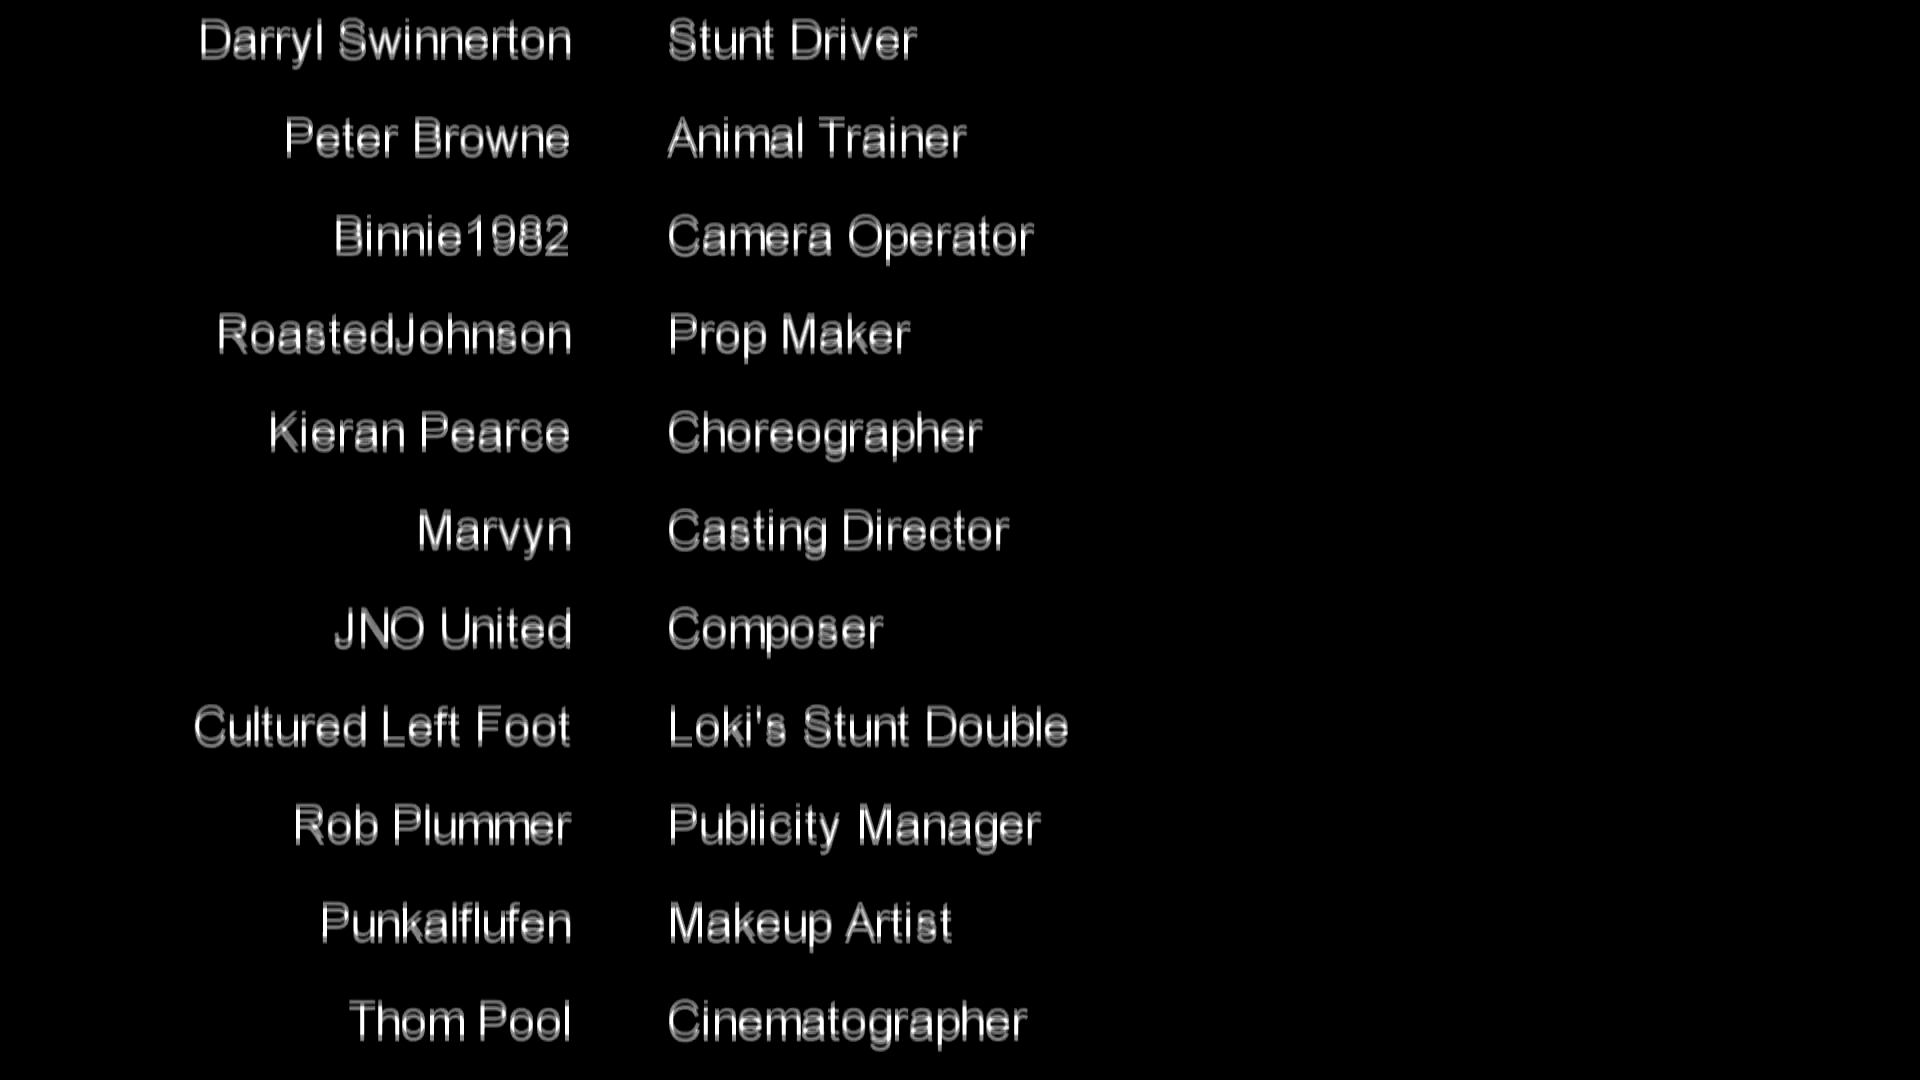 Darryl Swinnerton Stunt Driver
Peter Browne Animal Trainer
Binnie1982 Camera Operator
RoastedJohnson Prop Maker
Kieran Pearce Choreographer
Marvyn Casting Director
JNO United Composer
Cultured Left Foot Loki's Stunt Double
Rob Plummer Publicity Manager
Punkalflufen Makeup Artist
Thom Pool Cinematographer